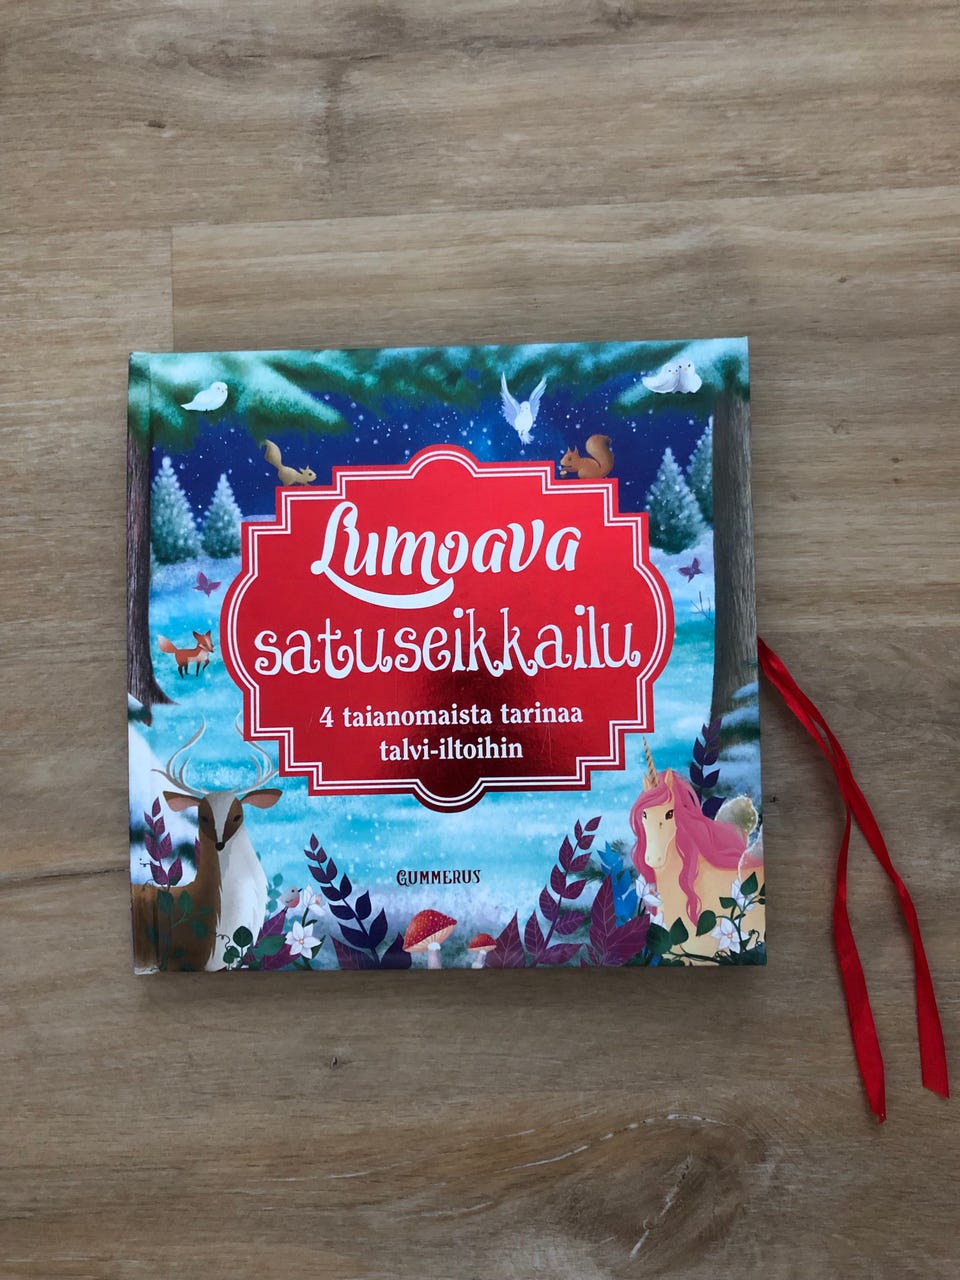 Lumoava
satuseikkailu
4 taianomaista tarinaa
talvi-iltoihin
GUMMERUS